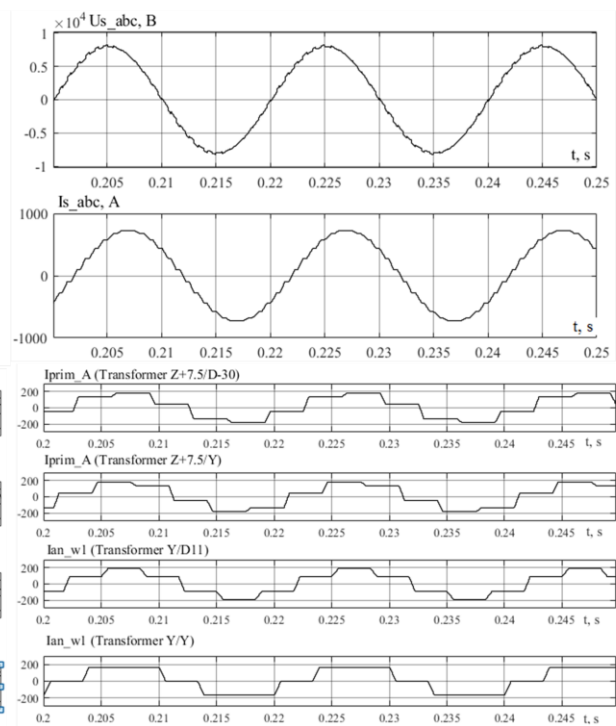 ×10⁴ Us_abc, B
1
0.5
0
-0.5
-1
t, s
0.205 0.21 0.215 0.22 0.225 0.23 0.235 0.24 0.245 0.25
Is_abc, A
1000
0
-1000
t, s
0.205 0.21 0.215 0.22 0.225 0.23 0.235 0.24 0.245 0.25
Iprim_A (Transformer Z+7.5/D-30)
200
0
-200
0.2 0.205 0.21 0.215 0.22 0.225 0.23 0.235 0.24 0.245 t, s
Iprim_A (Transformer Z+7.5/Y)
200
0
-200
0.2 0.205 0.21 0.215 0.22 0.225 0.23 0.235 0.24 0.245 t, s
Ian_w1 (Transformer Y/D11)
200
0
-200
0.2 0.205 0.21 0.215 0.22 0.225 0.23 0.235 0.24 0.245 t, s
Ian_w1 (Transformer Y/Y)
200
0
-200
0.2 0.205 0.21 0.215 0.22 0.225 0.23 0.235 0.24 0.245 t, s